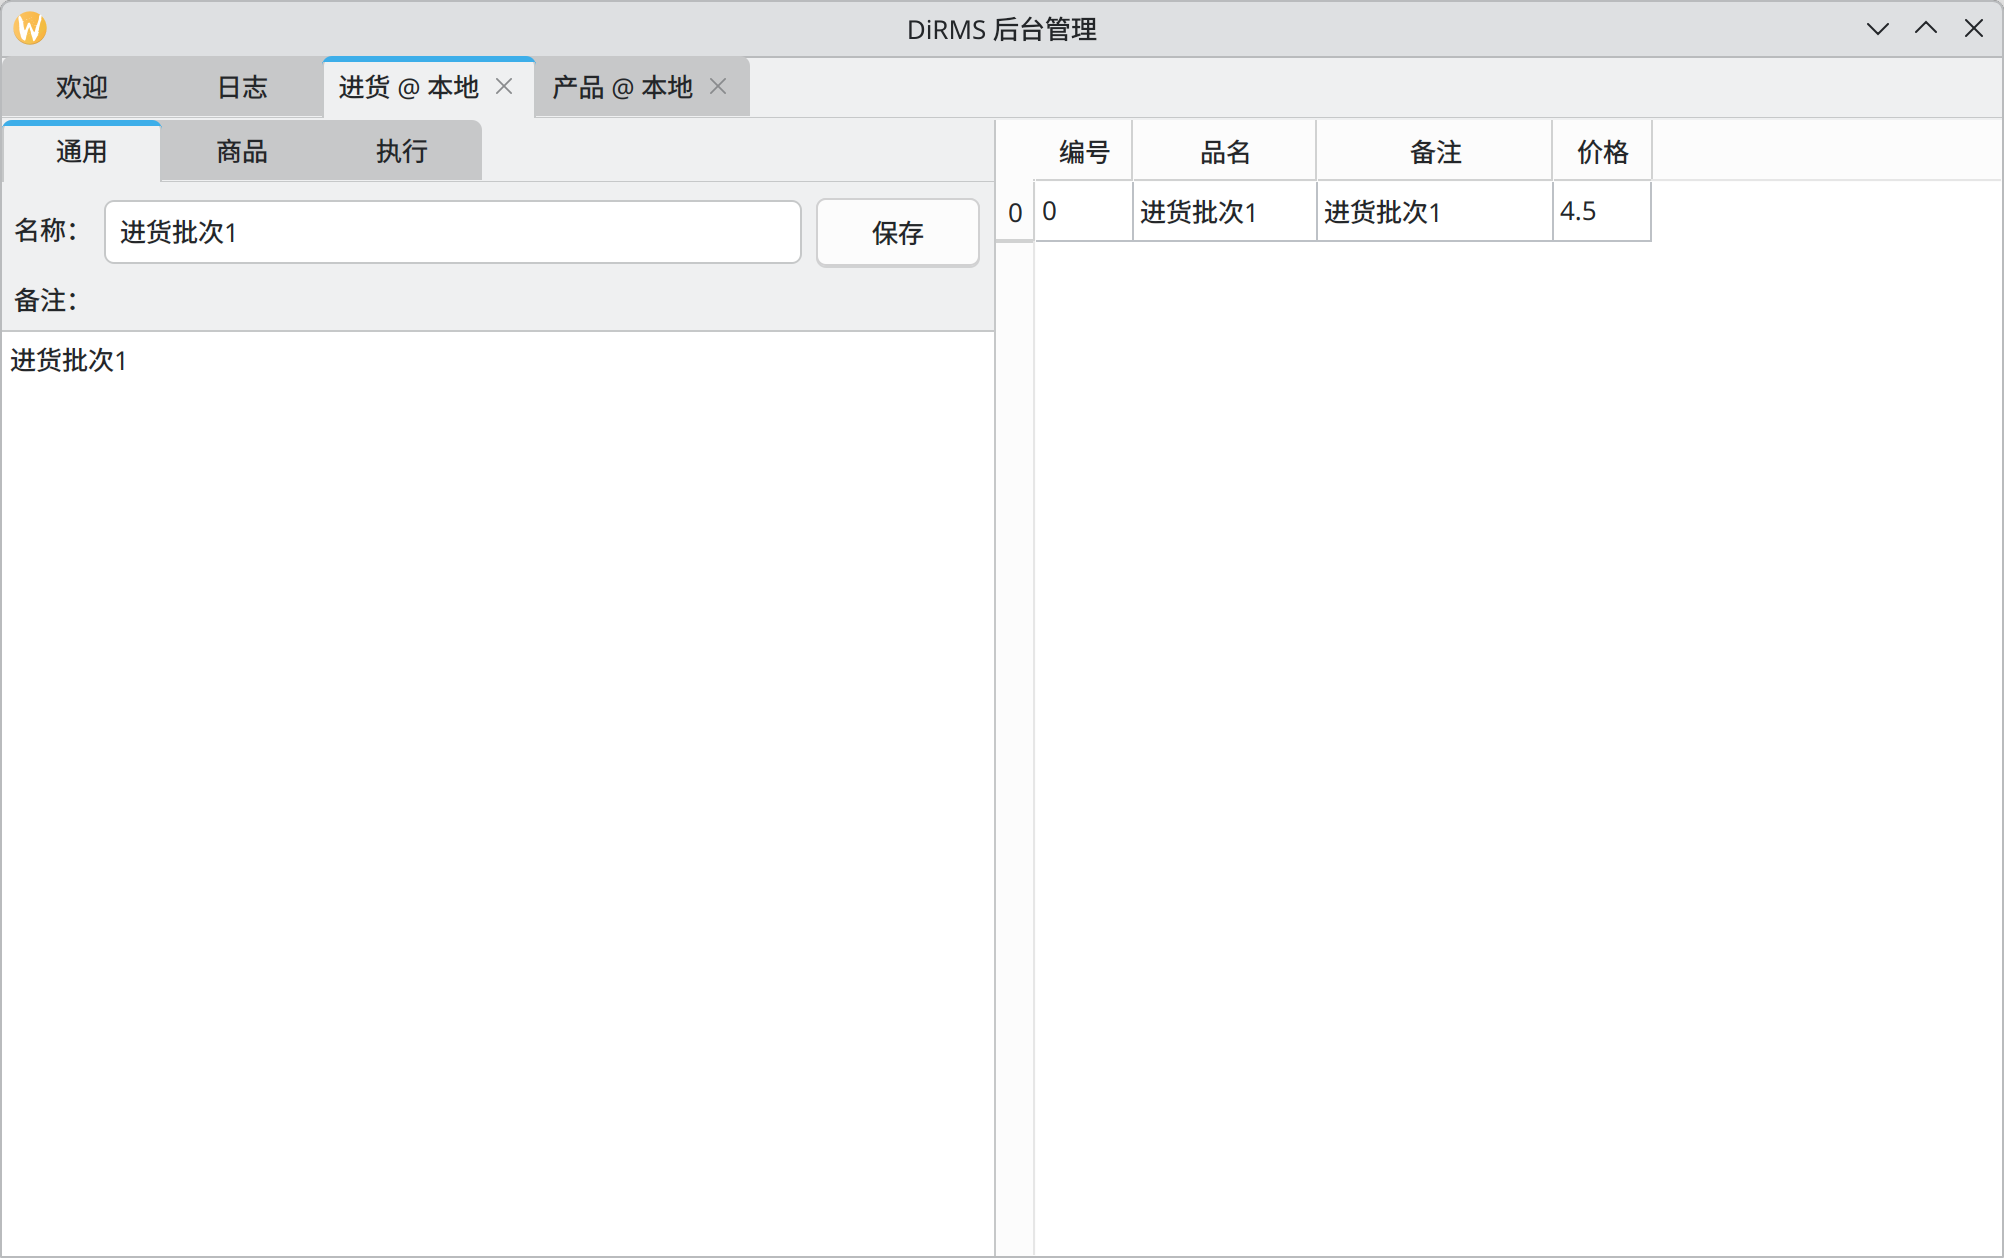 DiRMS 后台管理
欢迎 日志 进货 @ 本地 产品 @ 本地
通用 商品 执行
名称： 进货批次1 保存
备注：
进货批次1
编号 品名 备注 价格
0 0 进货批次1 进货批次1 4.5